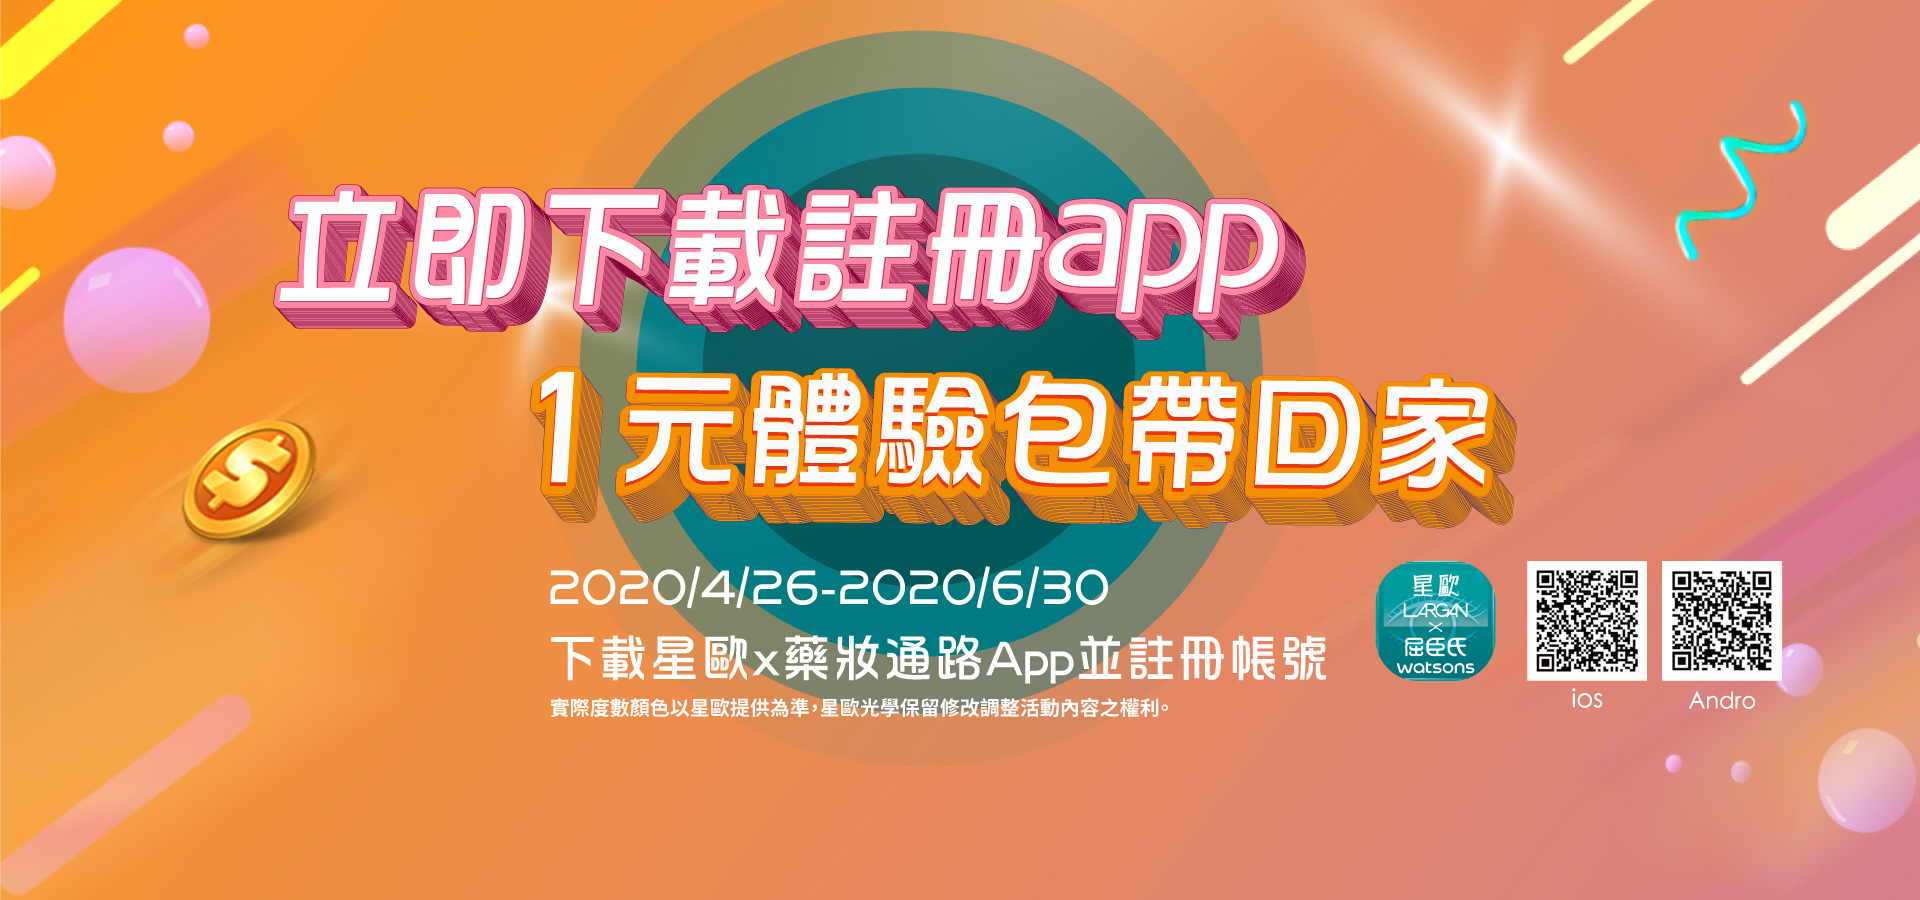 立即下載註冊app
1元體驗包帶回家
2020/4/26-2020/6/30
下載星歐x藥妝通路App並註冊帳號
實際度數顏色以星歐提供為準，星歐光學保留修改調整活動內容之權利。
星歐
LARGAN
x
屈臣氏
watsons
ios
Andro